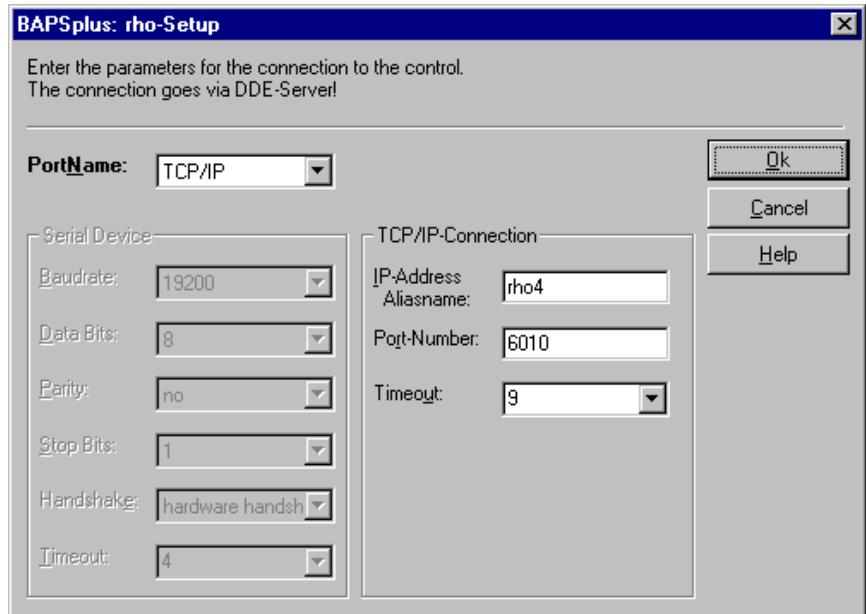 BAPSplus: rho-Setup
Enter the parameters for the connection to the control.
The connection goes via DDE-Server!
PortName: TCP/IP
Ok
Cancel
Help
Serial Device
Baudrate: 19200
Data Bits: 8
Parity: no
Stop Bits: 1
Handshake: hardware handsh
Timeout: 4
TCP/IP-Connection
IP-Address
Aliasname: rho4
Port-Number: 6010
Timeout: 9